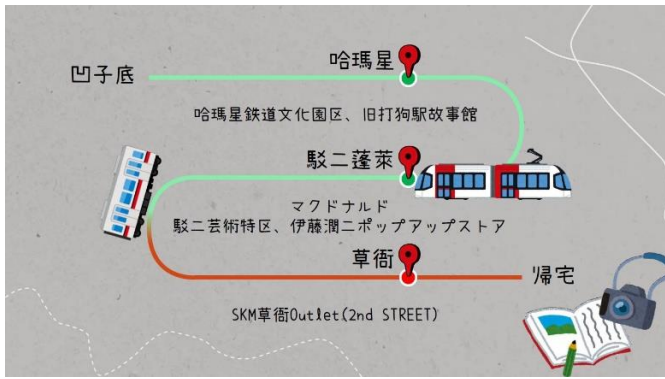 凹子底
哈瑪星
哈瑪星鉄道文化園区、旧打狗駅故事館
駁二蓬萊
マクドナルド
駁二芸術特区、伊藤潤二ポップアップストア
草衙
帰宅
SKM草衙Outlet(2nd STREET)